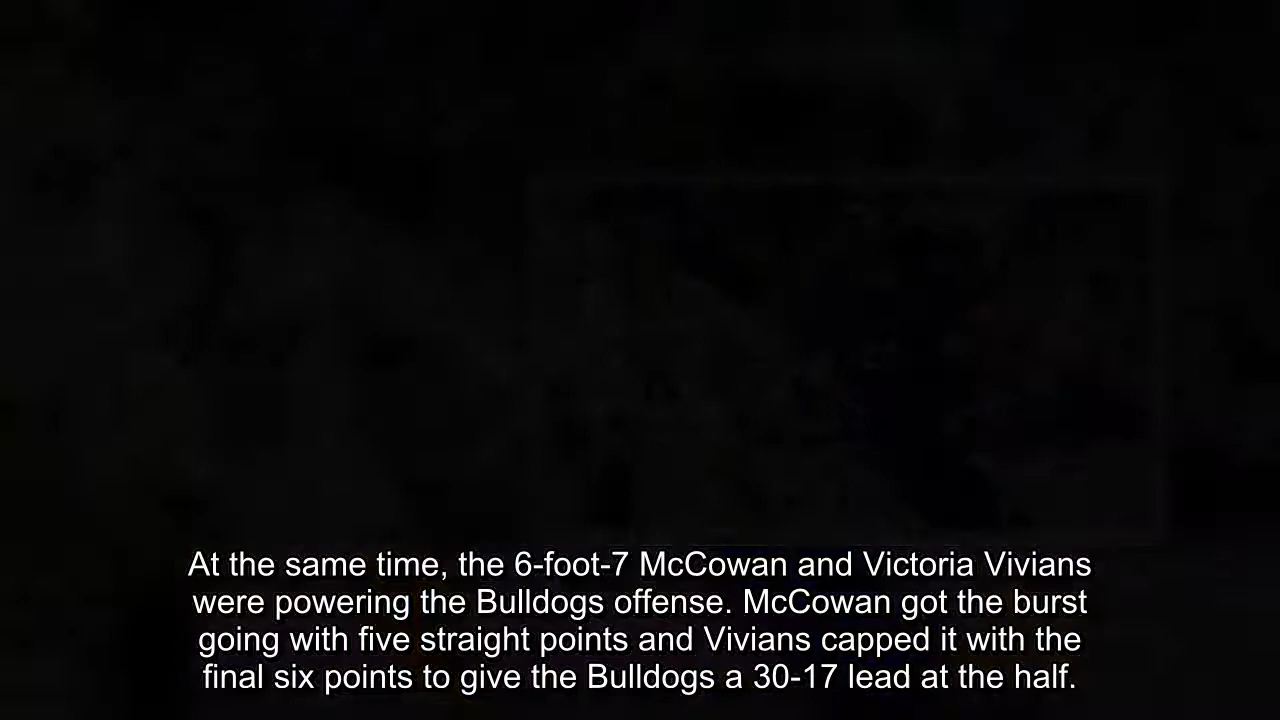 At the same time, the 6-foot-7 McCowan and Victoria Vivians
were powering the Bulldogs offense. McCowan got the burst
going with five straight points and Vivians capped it with the
final six points to give the Bulldogs a 30-17 lead at the half.